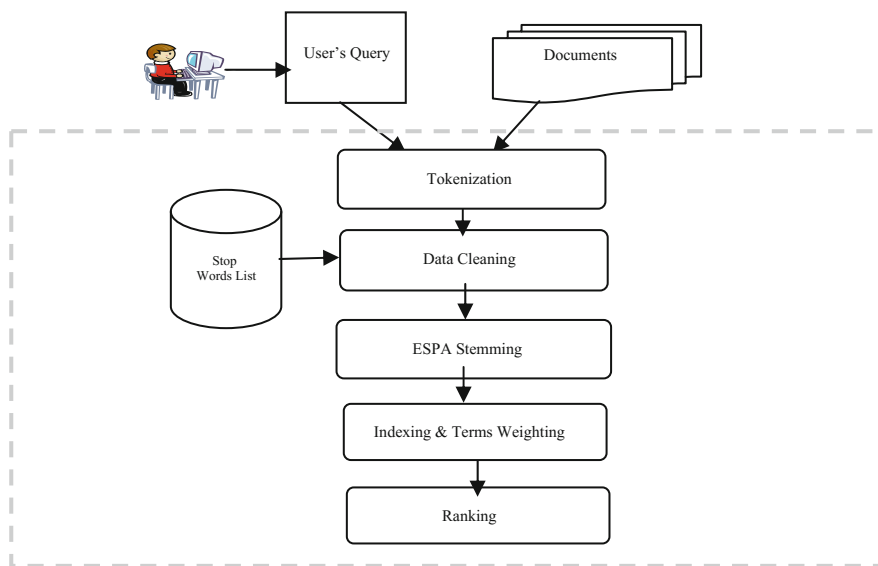 User's Query
Documents
Tokenization
Stop
Words List
Data Cleaning
ESPA Stemming
Indexing & Terms Weighting
Ranking